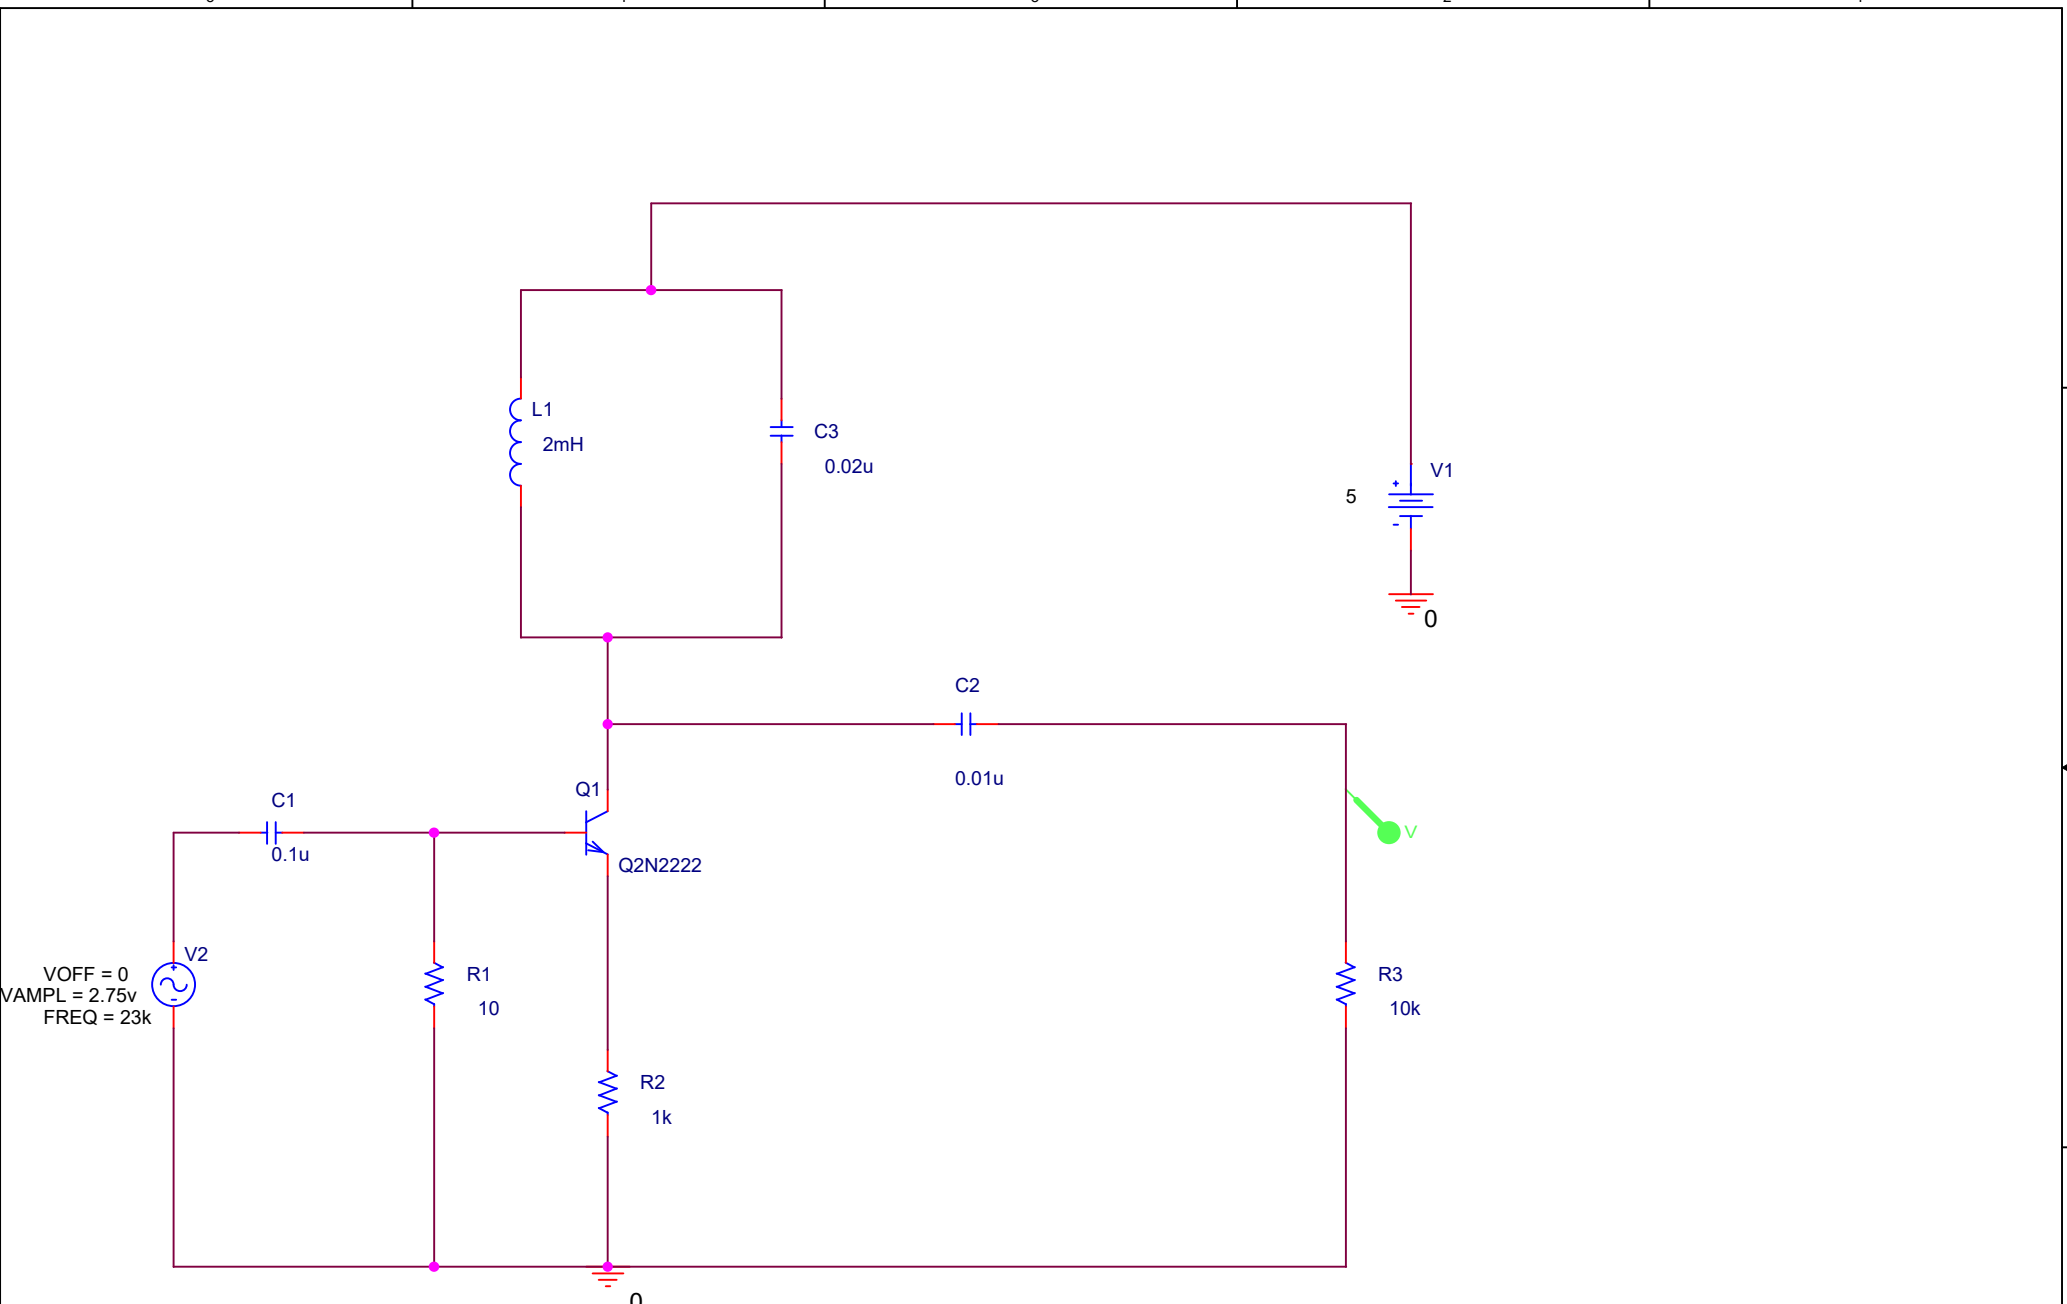 L1
2mH
C3
0.02u
V1
5
+
-
0
C2
0.01u
Q1
C1
0.1u
Q2N2222
V
V2
VOFF = 0
VAMPL = 2.75v
FREQ = 23k
+
-
R1
10
R3
10k
R2
1k
0